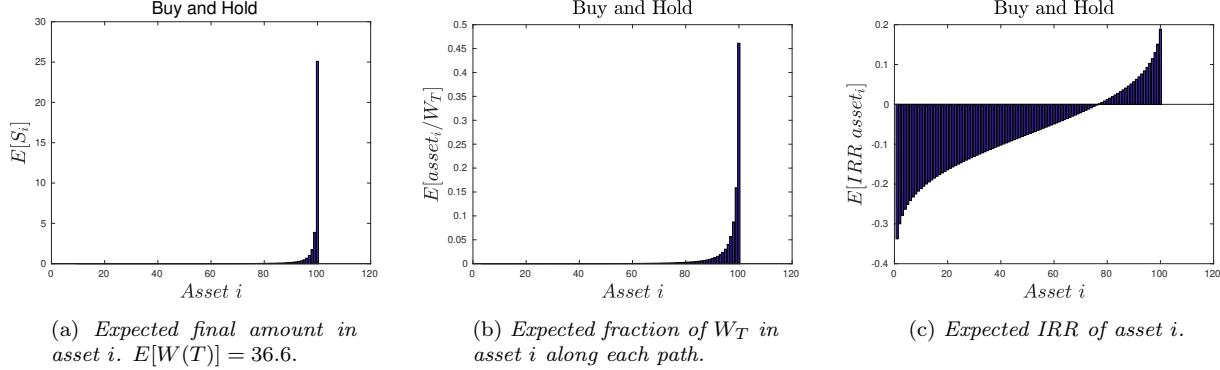 Buy and Hold
30
25
20
15
10
5
0
0 20 40 60 80 100 120
E[S_i]
Asset i
(a) Expected final amount in
asset i. E[W(T)] = 36.6.
Buy and Hold
0.5
0.45
0.4
0.35
0.3
0.25
0.2
0.15
0.1
0.05
0
0 20 40 60 80 100 120
E[asset_i/W_T]
Asset i
(b) Expected fraction of W_T in
asset i along each path.
Buy and Hold
0.2
0.1
0
-0.1
-0.2
-0.3
-0.4
0 20 40 60 80 100 120
E[IRR asset_i]
Asset i
(c) Expected IRR of asset i.